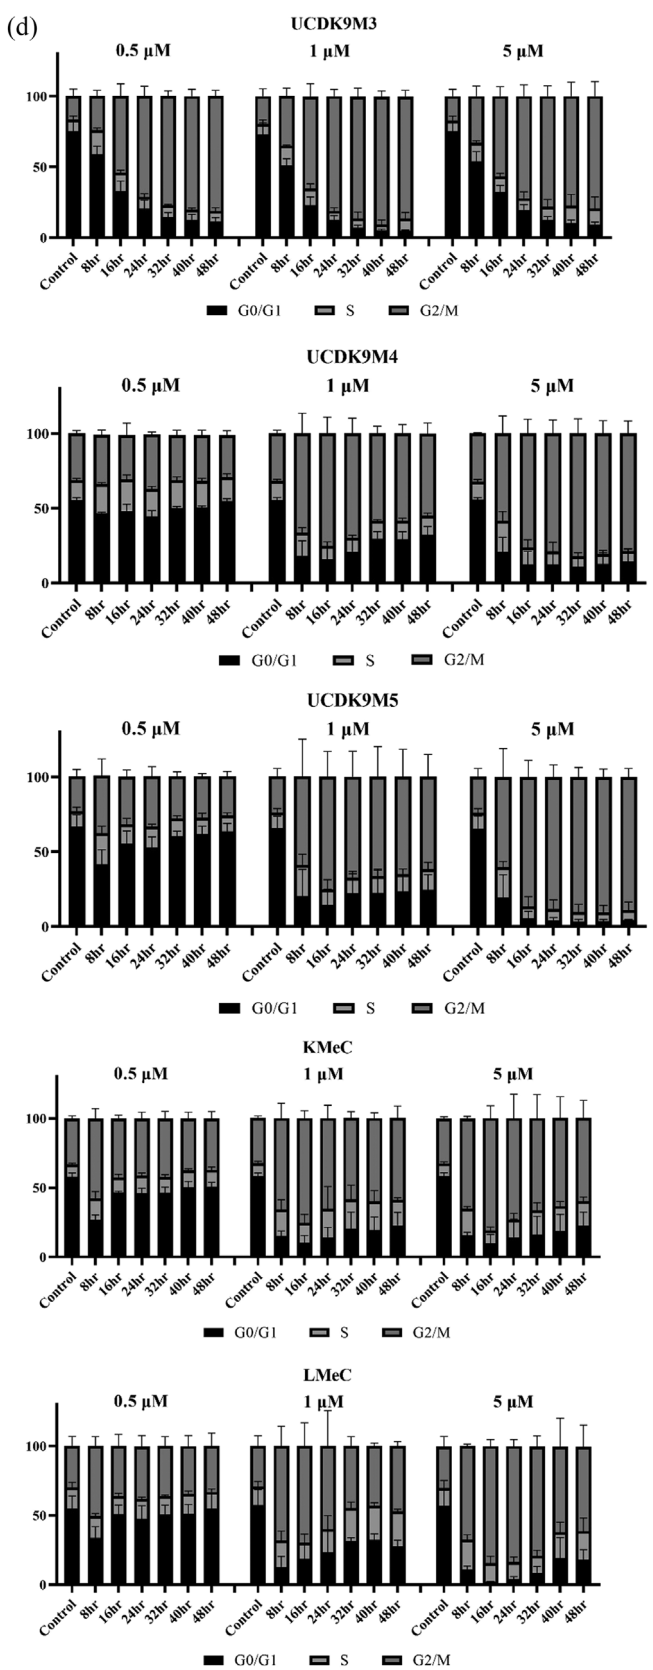 (d)
UCDK9M3
0.5 μM 1 μM 5 μM
100
50
0
Control 8hr 16hr 24hr 32hr 40hr 48hr Control 8hr 16hr 24hr 32hr 40hr 48hr Control 8hr 16hr 24hr 32hr 40hr 48hr
G0/G1 S G2/M
UCDK9M4
0.5 μM 1 μM 5 μM
100
50
0
Control 8hr 16hr 24hr 32hr 40hr 48hr Control 8hr 16hr 24hr 32hr 40hr 48hr Control 8hr 16hr 24hr 32hr 40hr 48hr
G0/G1 S G2/M
UCDK9M5
0.5 μM 1 μM 5 μM
100
50
0
Control 8hr 16hr 24hr 32hr 40hr 48hr Control 8hr 16hr 24hr 32hr 40hr 48hr Control 8hr 16hr 24hr 32hr 40hr 48hr
G0/G1 S G2/M
KMeC
0.5 μM 1 μM 5 μM
100
50
0
Control 8hr 16hr 24hr 32hr 40hr 48hr Control 8hr 16hr 24hr 32hr 40hr 48hr Control 8hr 16hr 24hr 32hr 40hr 48hr
G0/G1 S G2/M
LMeC
0.5 μM 1 μM 5 μM
100
50
0
Control 8hr 16hr 24hr 32hr 40hr 48hr Control 8hr 16hr 24hr 32hr 40hr 48hr Control 8hr 16hr 24hr 32hr 40hr 48hr
G0/G1 S G2/M